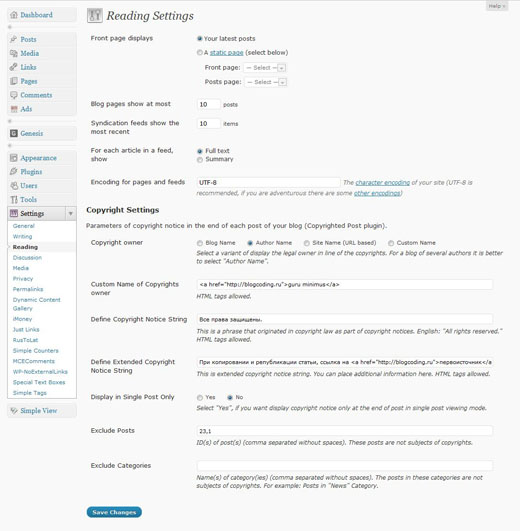 Help
Dashboard
Posts
Media
Links
Pages
Comments
Ads
Genesis
Appearance
Plugins
Users
Tools
Settings
General
Writing
Reading
Discussion
Media
Privacy
Permalinks
Dynamic Content
Gallery
iMoney
Just Links
RusToLat
Simple Counters
MCEComments
WP-NoExternalLinks
Special Text Boxes
Simple Tags
Simple View
Reading Settings
Front page displays
Your latest posts
A static page (select below)
Front page: — Select —
Posts page: — Select —
Blog pages show at most 10 posts
Syndication feeds show the
most recent
10 items
For each article in a feed,
show
Full text
Summary
Encoding for pages and feeds UTF-8 The character encoding of your site (UTF-8 is
recommended, if you are adventurous there are some other encodings)
Copyright Settings
Parameters of copyright notice in the end of each post of your blog (Copyrighted Post plugin).
Copyright owner Blog Name Author Name Site Name (URL based) Custom Name
Select a variant of display the legal owner in line of the copyrights. For a blog of several authors it is better
to select "Author Name".
Custom Name of Copyrights
owner
<a href="http://blogcoding.ru">guru minimus</a>
HTML tags allowed.
Define Copyright Notice String Все права защищены.
This is a phrase that originated in copyright law as part of copyright notices. English: "All rights reserved."
HTML tags allowed.
Define Extended Copyright
Notice String
При копировании и републикации статьи, ссылка на <a href="http://blogcoding.ru">первоисточник</a
This is extended copyright notice string. You can place additional information here. HTML tags allowed.
Display in Single Post Only Yes No
Select "Yes", if you want display copyright notice only at the end of post in single post viewing mode.
Exclude Posts 23,1
ID(s) of post(s) (comma separated without spaces). These posts are not subjects of copyrights.
Exclude Categories
Name(s) of category(ies) (comma separated without spaces). The posts in these categories are not
subjects of copyrights. For example: Posts in "News" Category.
Save Changes